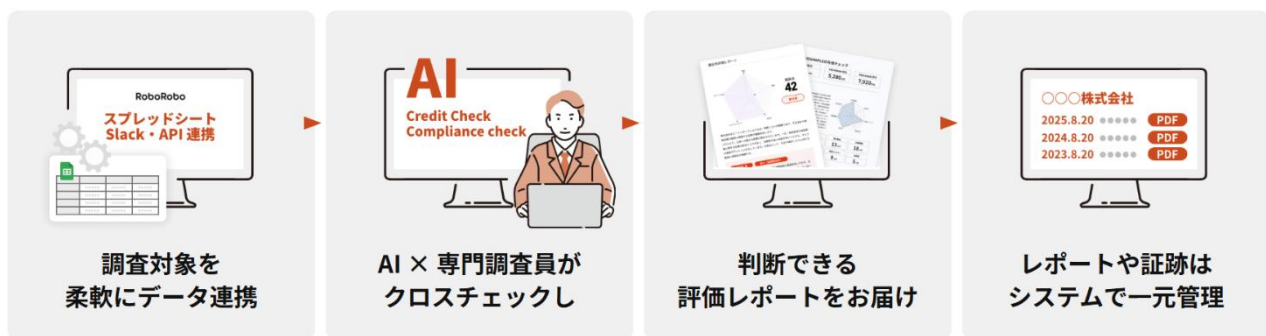 RoboRobo
スプレッドシート
Slack・API 連携
調査対象を
柔軟にデータ連携
AI
Credit Check
Compliance check
AI × 専門調査員が
クロスチェックし
42
判断できる
評価レポートをお届け
〇〇〇株式会社
2025.8.20 ●●●●● PDF
2024.8.20 ●●●●● PDF
2023.8.20 ●●●●● PDF
レポートや証跡は
システムで一元管理